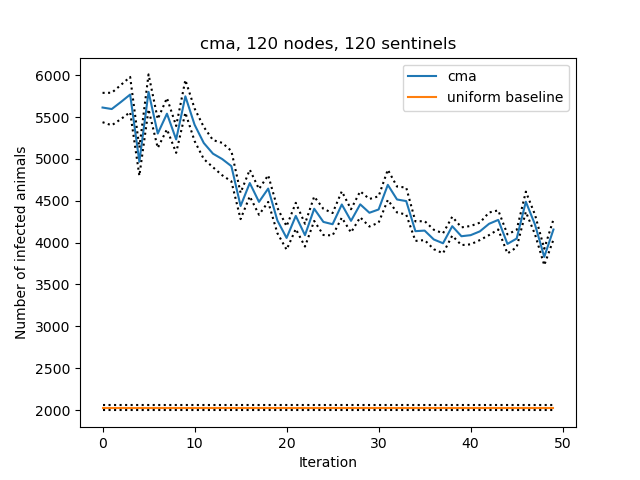 cma, 120 nodes, 120 sentinels
cma
uniform baseline
Number of infected animals
6000
5500
5000
4500
4000
3500
3000
2500
2000
0 10 20 30 40 50
Iteration